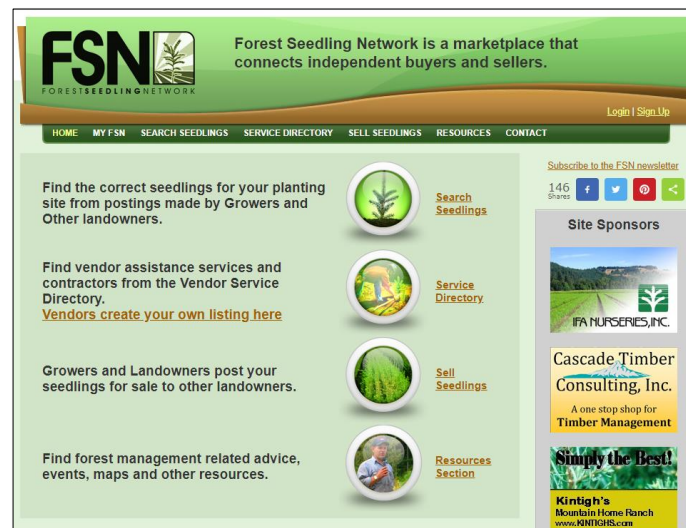 FSN
FORESTSEEDLINGNETWORK
Forest Seedling Network is a marketplace that
connects independent buyers and sellers.
Login | Sign Up
HOME MY FSN SEARCH SEEDLINGS SERVICE DIRECTORY SELL SEEDLINGS RESOURCES CONTACT
Find the correct seedlings for your planting
site from postings made by Growers and
Other landowners.
Search
Seedlings
Find vendor assistance services and
contractors from the Vendor Service
Directory.
Vendors create your own listing here
Service
Directory
Growers and Landowners post your
seedlings for sale to other landowners.
Sell
Seedlings
Find forest management related advice,
events, maps and other resources.
Resources
Section
Subscribe to the FSN newsletter
146
Shares
Site Sponsors
IFA NURSERIES, INC.
Cascade Timber
Consulting, Inc.
A one stop shop for
Timber Management
Simply the Best!
Kintigh's
Mountain Home Ranch
www.KINTIGHS.com